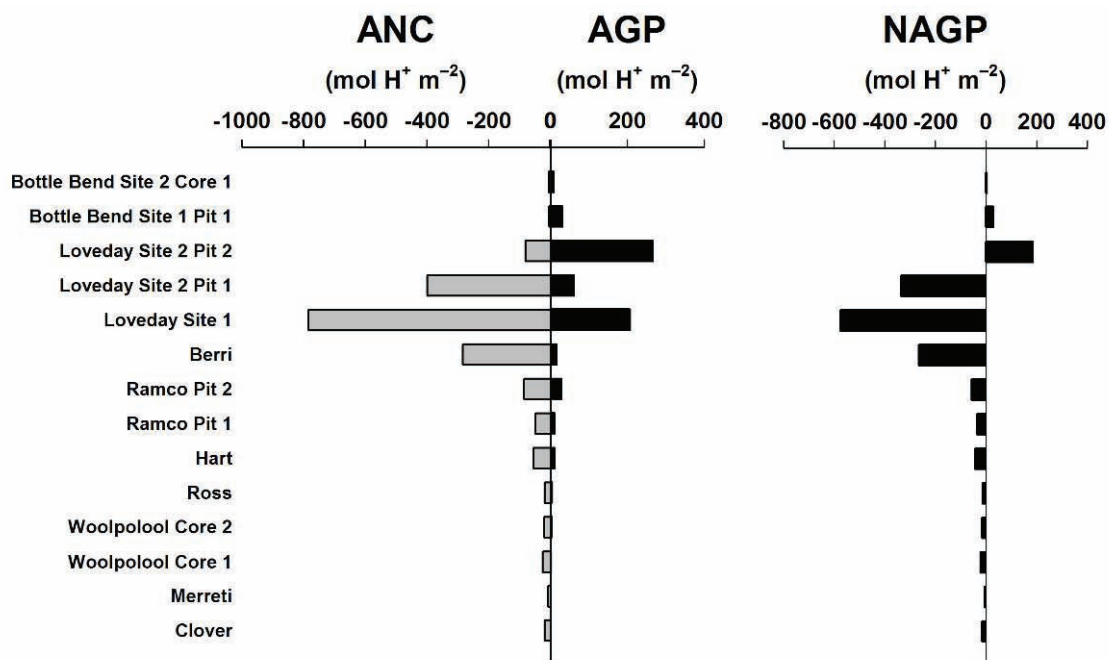 ANC AGP NAGP
(mol H⁺ m⁻²) (mol H⁺ m⁻²) (mol H⁺ m⁻²)
-1000 -800 -600 -400 -200 0 200 400 -800 -600 -400 -200 0 200 400
Bottle Bend Site 2 Core 1
Bottle Bend Site 1 Pit 1
Loveday Site 2 Pit 2
Loveday Site 2 Pit 1
Loveday Site 1
Berri
Ramco Pit 2
Ramco Pit 1
Hart
Ross
Woolpolool Core 2
Woolpolool Core 1
Merreti
Clover